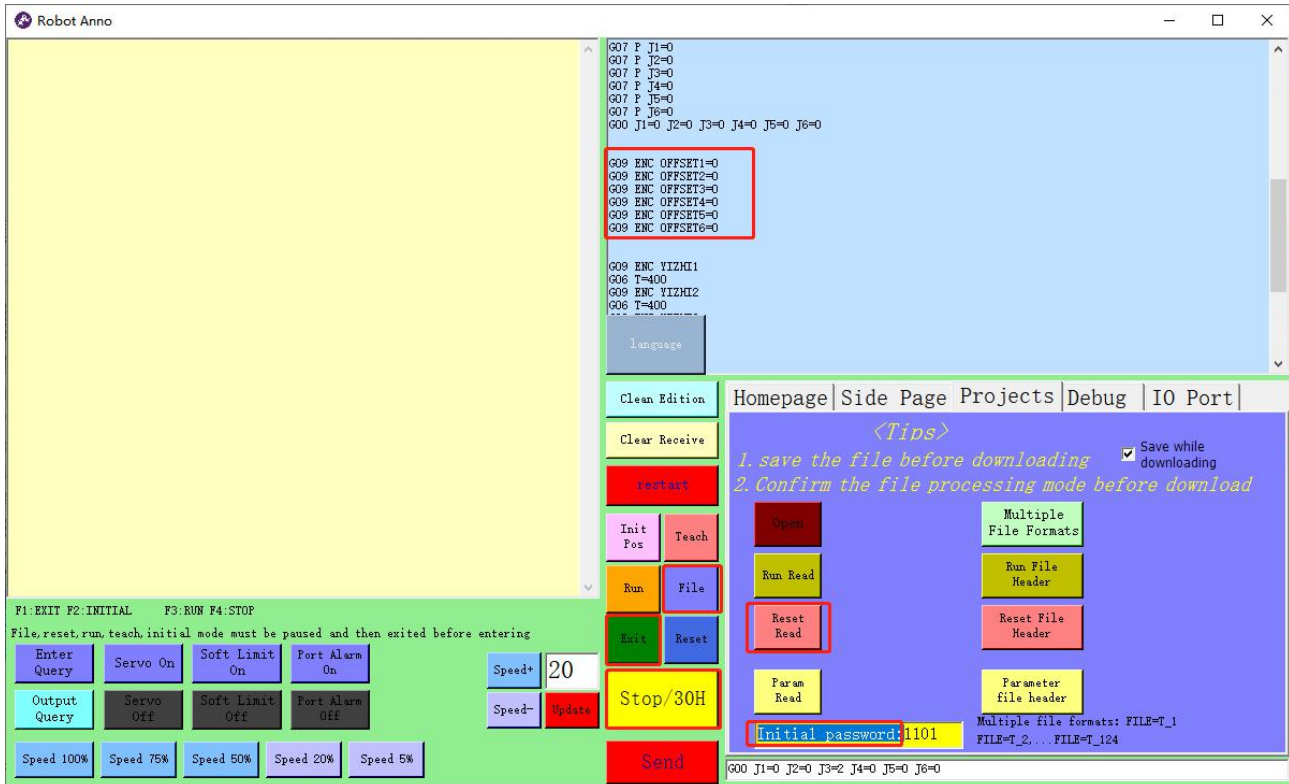 Robot Anno
G07 P J1=0
G07 P J2=0
G07 P J3=0
G07 P J4=0
G07 P J5=0
G07 P J6=0
G00 J1=0 J2=0 J3=0 J4=0 J5=0 J6=0
G09 ENC OFFSET1=0
G09 ENC OFFSET2=0
G09 ENC OFFSET3=0
G09 ENC OFFSET4=0
G09 ENC OFFSET5=0
G09 ENC OFFSET6=0
G09 ENC YIZHI1
G06 T=400
G09 ENC YIZHI2
G06 T=400
language
Clean Edition
Clear Receive
restart
Init
Pos
Teach
Run
File
Exit
Reset
Stop/30H
Send
F1:EXIT F2:INITIAL F3:RUN F4:STOP
File,reset,run,teach,initial mode must be paused and then exited before entering
Enter
Query
Servo On
Soft Limit
On
Port Alarm
On
Output
Query
Servo
Off
Soft Limit
Off
Port Alarm
Off
Speed+
20
Speed-
Update
Speed 100%
Speed 75%
Speed 50%
Speed 20%
Speed 5%
Homepage
Side Page
Projects
Debug
IO Port
<Tips>
1.save the file before downloading
2.Confirm the file processing mode before download
Save while
downloading
Open
Multiple
File Formats
Run Read
Run File
Header
Reset
Read
Reset File
Header
Param
Read
Parameter
file header
Initial password:1101
Multiple file formats: FILE=T_1
FILE=T_2,...FILE=T_124
G00 J1=0 J2=0 J3=2 J4=0 J5=0 J6=0